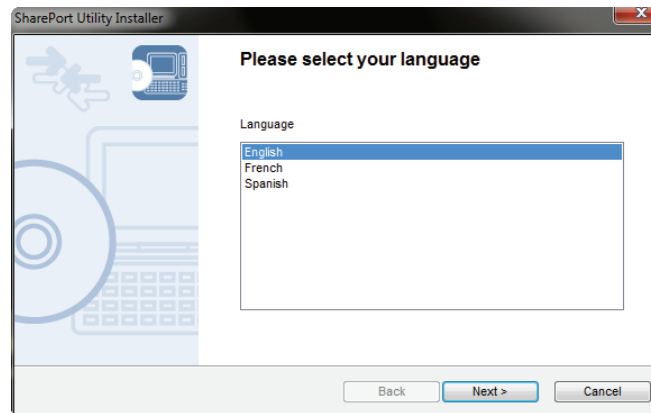 SharePort Utility Installer
Please select your language
Language
English
French
Spanish
Back
Next >
Cancel